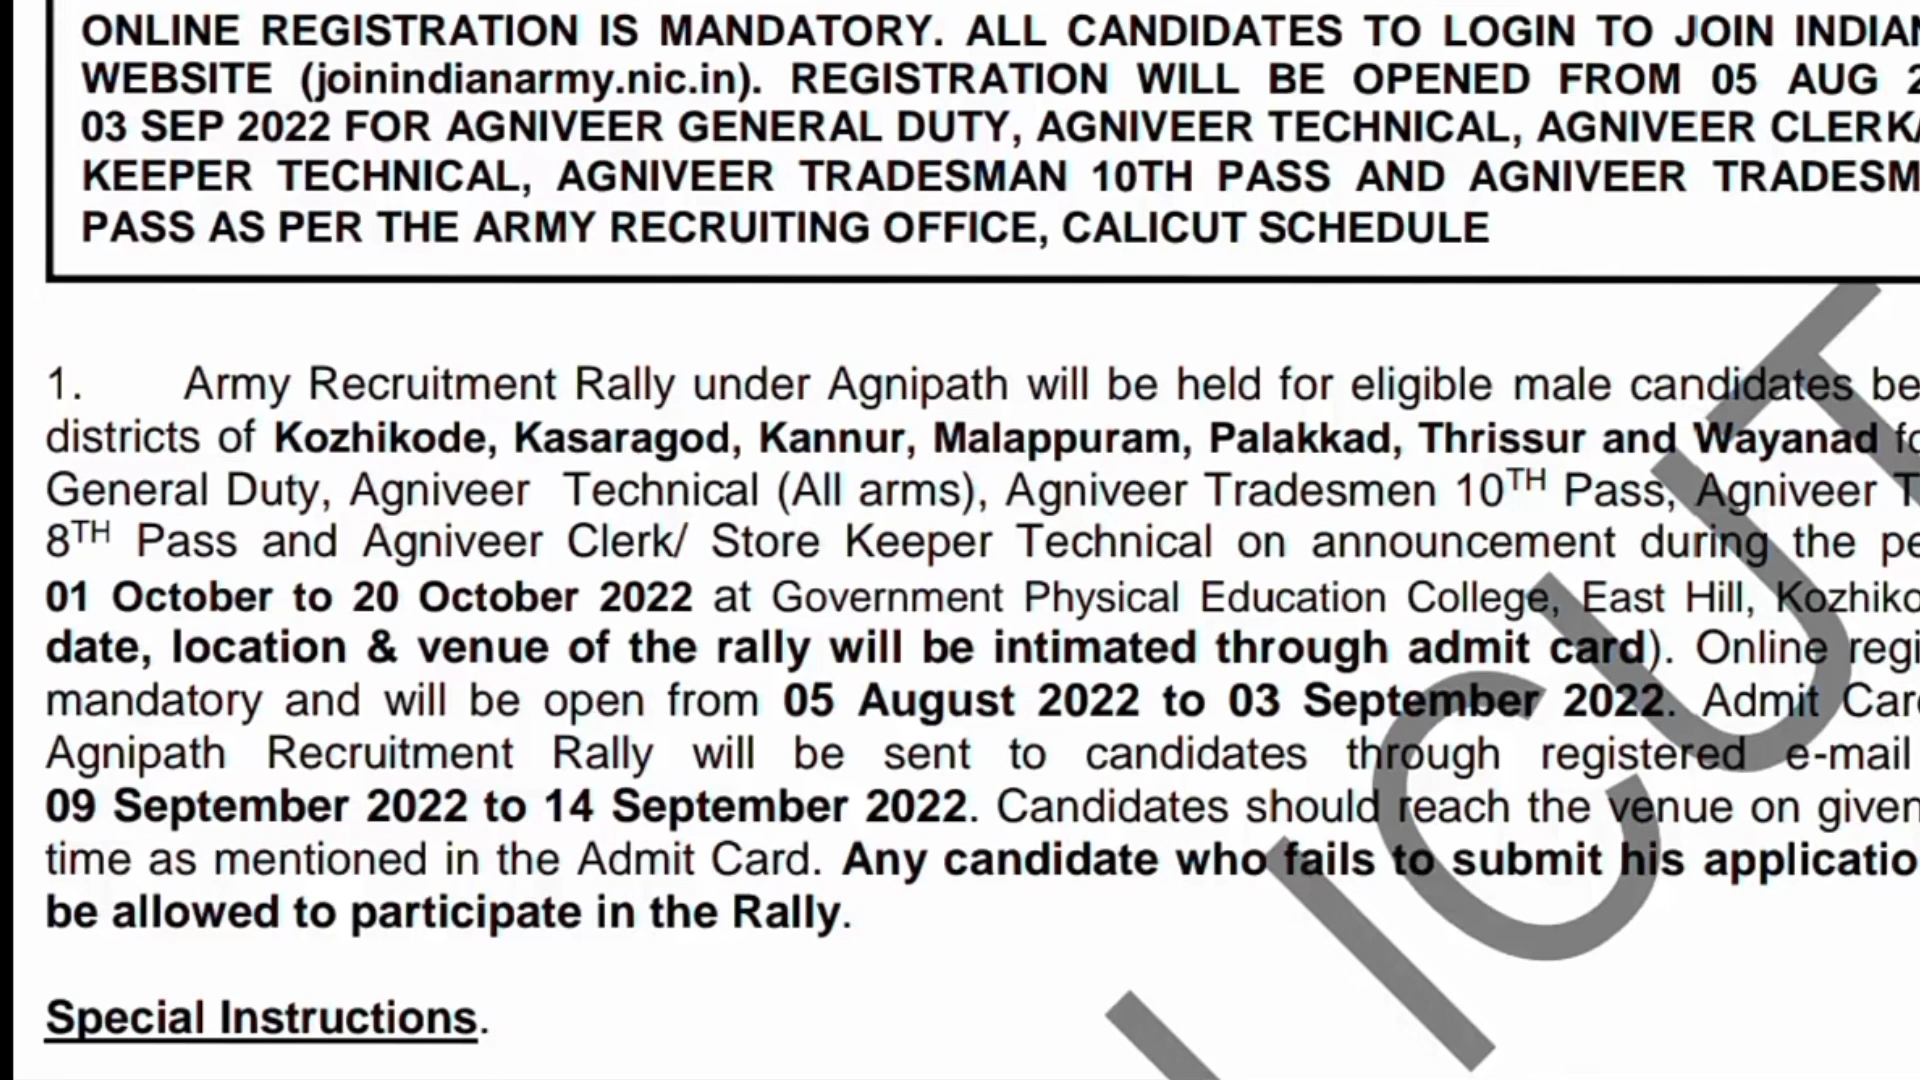 ONLINE REGISTRATION IS MANDATORY. ALL CANDIDATES TO LOGIN TO JOIN INDIAN
WEBSITE (joinindianarmy.nic.in). REGISTRATION WILL BE OPENED FROM 05 AUG 2
03 SEP 2022 FOR AGNIVEER GENERAL DUTY, AGNIVEER TECHNICAL, AGNIVEER CLERK/
KEEPER TECHNICAL, AGNIVEER TRADESMAN 10TH PASS AND AGNIVEER TRADESM
PASS AS PER THE ARMY RECRUITING OFFICE, CALICUT SCHEDULE
1. Army Recruitment Rally under Agnipath will be held for eligible male candidates be
districts of Kozhikode, Kasaragod, Kannur, Malappuram, Palakkad, Thrissur and Wayanad fo
General Duty, Agniveer Technical (All arms), Agniveer Tradesmen 10TH Pass, Agniveer T
8TH Pass and Agniveer Clerk/ Store Keeper Technical on announcement during the pe
01 October to 20 October 2022 at Government Physical Education College, East Hill, Kozhiko
date, location & venue of the rally will be intimated through admit card). Online regi
mandatory and will be open from 05 August 2022 to 03 September 2022. Admit Car
Agnipath Recruitment Rally will be sent to candidates through registered e-mail
09 September 2022 to 14 September 2022. Candidates should reach the venue on given
time as mentioned in the Admit Card. Any candidate who fails to submit his applicatio
be allowed to participate in the Rally.
Special Instructions.
ICUT